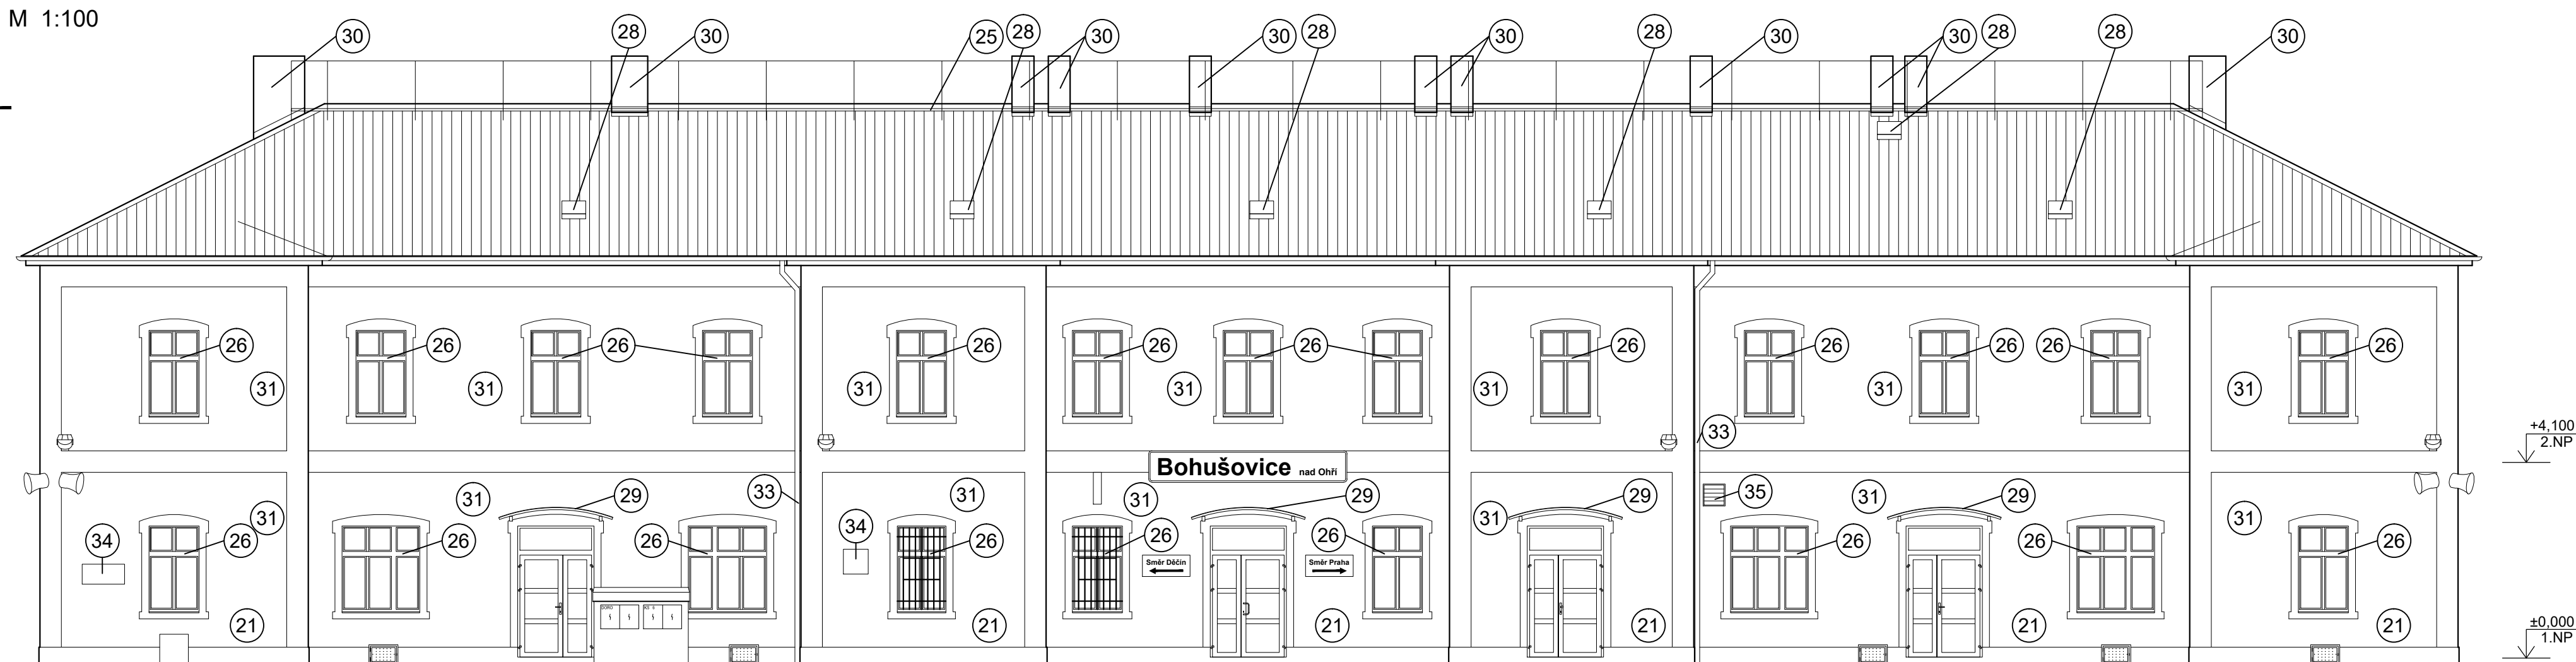 M 1:100
30 28 30 25 28 30 30 28 30 28 30 30 28 28 30
26 26 26 26 26 26 26 26 26 26 26
31 31 31 31 31 31 31
33
+4,100
2.NP
Bohušovice nad Ohří
31 31 29 33 31 31 29 31 29 35 31 29 31
34 26 26 26 34 26 26 26 26 26 26
Směr Děčín Směr Praha
21 21 21 21 21 21
±0,000
1.NP